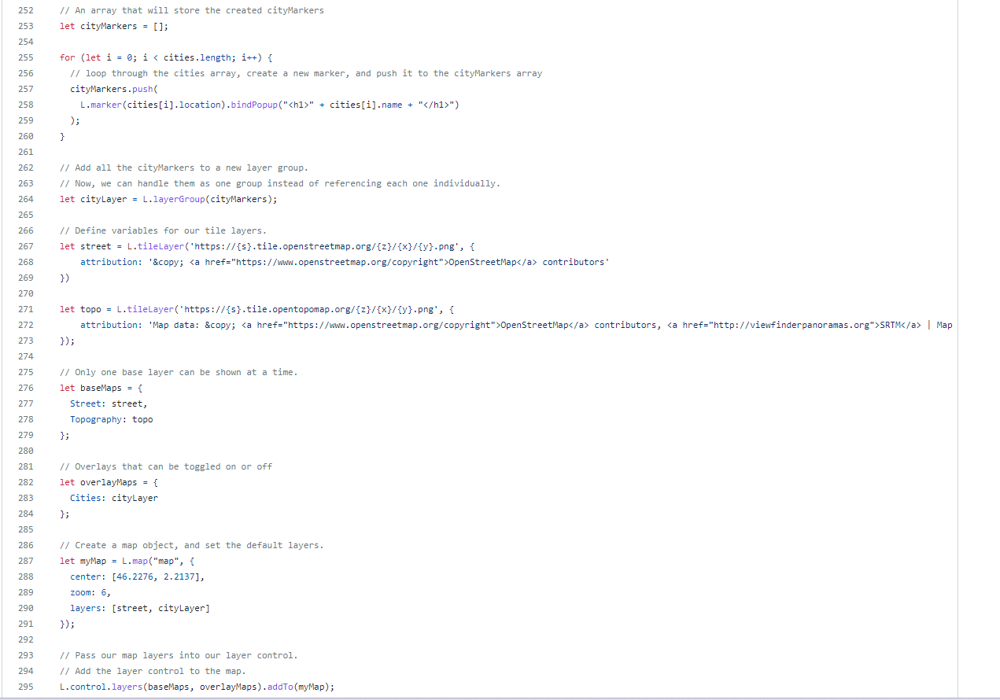 252 // An array that will store the created cityMarkers
253 let cityMarkers = [];
254
255 for (let i = 0; i < cities.length; i++) {
256   // loop through the cities array, create a new marker, and push it to the cityMarkers array
257   cityMarkers.push(
258     L.marker(cities[i].location).bindPopup("<h1>" + cities[i].name + "</h1>")
259   );
260 }
261
262 // Add all the cityMarkers to a new layer group.
263 // Now, we can handle them as one group instead of referencing each one individually.
264 let cityLayer = L.layerGroup(cityMarkers);
265
266 // Define variables for our tile layers.
267 let street = L.tileLayer('https://{s}.tile.openstreetmap.org/{z}/{x}/{y}.png', {
268     attribution: '&copy; <a href="https://www.openstreetmap.org/copyright">OpenStreetMap</a> contributors'
269 })
270
271 let topo = L.tileLayer('https://{s}.tile.opentopomap.org/{z}/{x}/{y}.png', {
272     attribution: 'Map data: &copy; <a href="https://www.openstreetmap.org/copyright">OpenStreetMap</a> contributors, <a href="http://viewfinderpanoramas.org">SRTM</a> | Map
273 });
274
275 // Only one base layer can be shown at a time.
276 let baseMaps = {
277   Street: street,
278   Topography: topo
279 };
280
281 // Overlays that can be toggled on or off
282 let overlayMaps = {
283   Cities: cityLayer
284 };
285
286 // Create a map object, and set the default layers.
287 let myMap = L.map("map", {
288   center: [46.2276, 2.2137],
289   zoom: 6,
290   layers: [street, cityLayer]
291 });
292
293 // Pass our map layers into our layer control.
294 // Add the layer control to the map.
295 L.control.layers(baseMaps, overlayMaps).addTo(myMap);